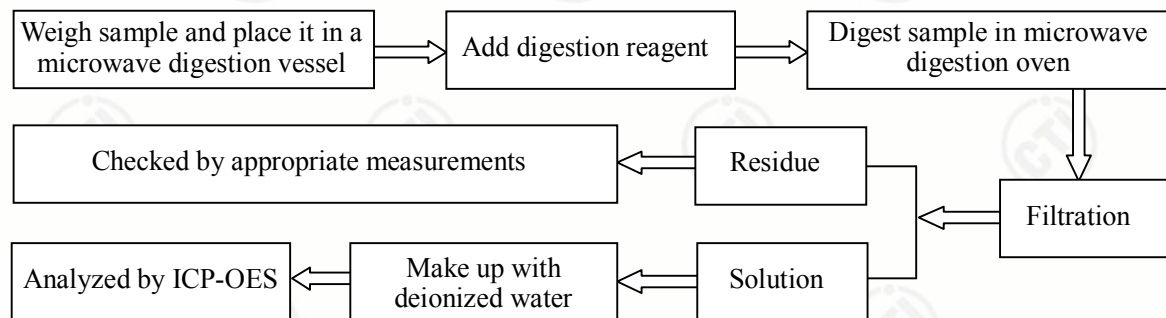 Weigh sample and place it in a
microwave digestion vessel
Add digestion reagent
Digest sample in microwave
digestion oven
Checked by appropriate measurements
Residue
Filtration
Analyzed by ICP-OES
Make up with
deionized water
Solution
CTI